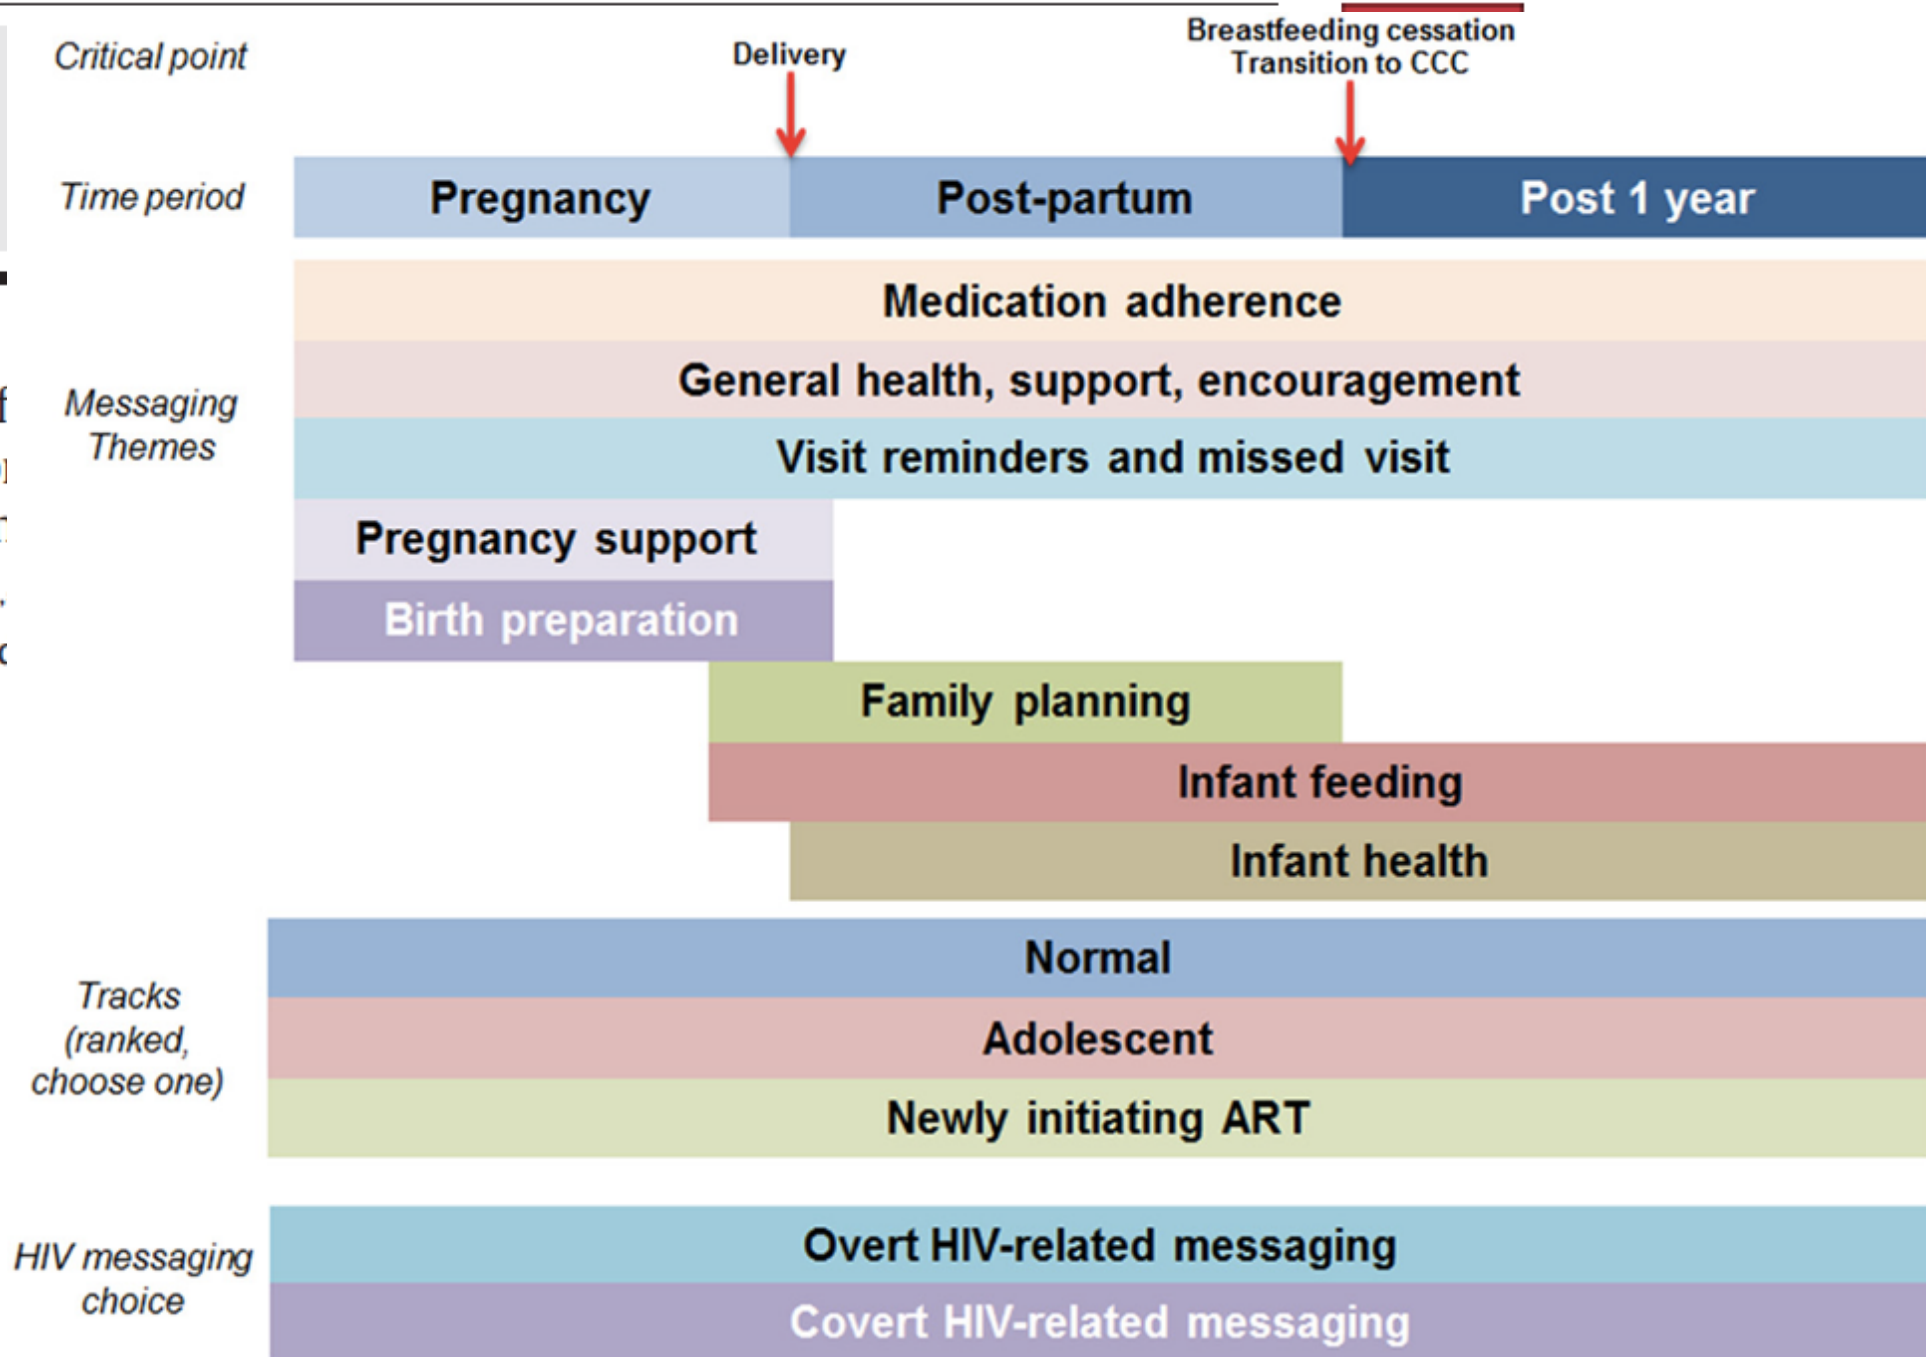 Critical point
Delivery
Breastfeeding cessation
Transition to CCC
Time period
Pregnancy
Post-partum
Post 1 year
Messaging
Themes
Medication adherence
General health, support, encouragement
Visit reminders and missed visit
Pregnancy support
Birth preparation
Family planning
Infant feeding
Infant health
Tracks
(ranked,
choose one)
Normal
Adolescent
Newly initiating ART
HIV messaging
choice
Overt HIV-related messaging
Covert HIV-related messaging